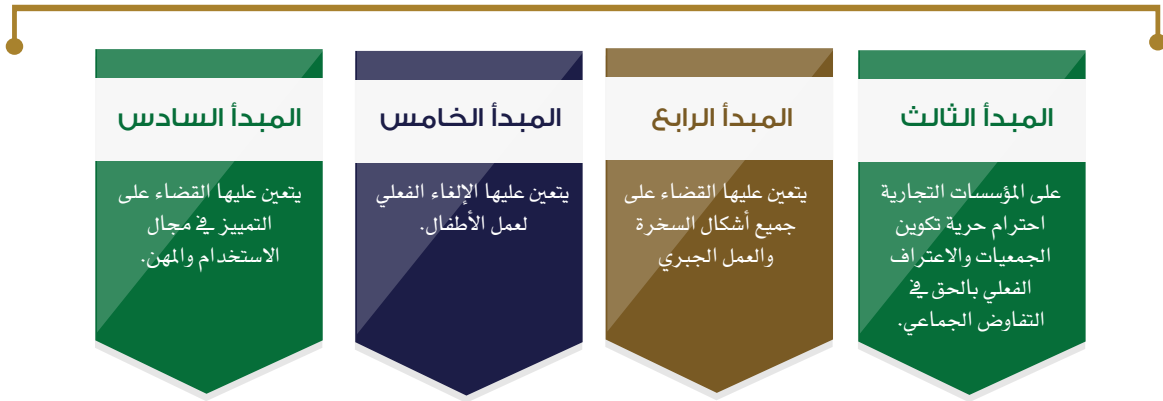 المبدأ الثالث
على المؤسسات التجارية
احترام حرية تكوين
الجمعيات والاعتراف
الفعلي بالحق في
التفاوض الجماعي.
المبدأ الرابع
يتعين عليها القضاء على
جميع أشكال السخرة
والعمل الجبري
المبدأ الخامس
يتعين عليها الإلغاء الفعلي
لعمل الأطفال.
المبدأ السادس
يتعين عليها القضاء على
التمييز في مجال
الاستخدام والمهن.